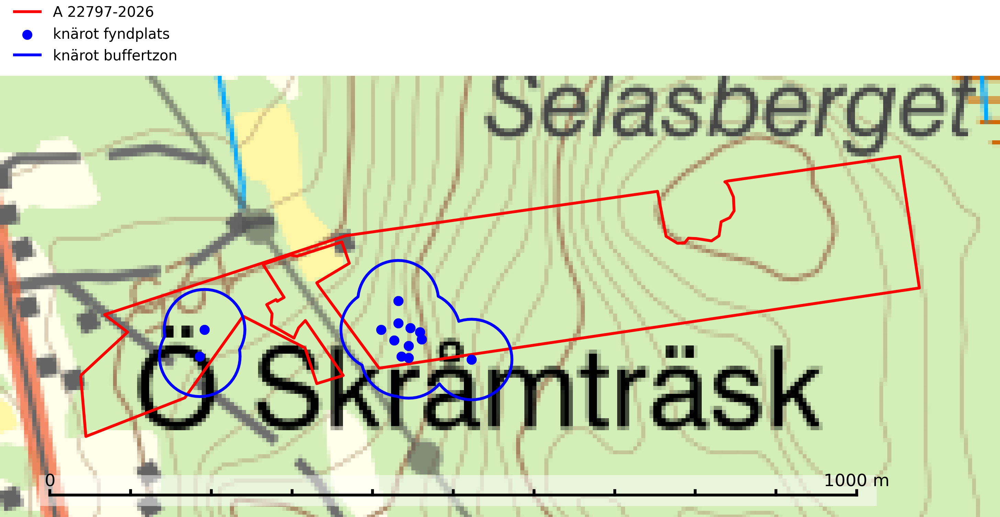 A 22797-2026
knärot fyndplats
knärot buffertzon
Selasberget
Ö Skråmträsk
0 1000 m